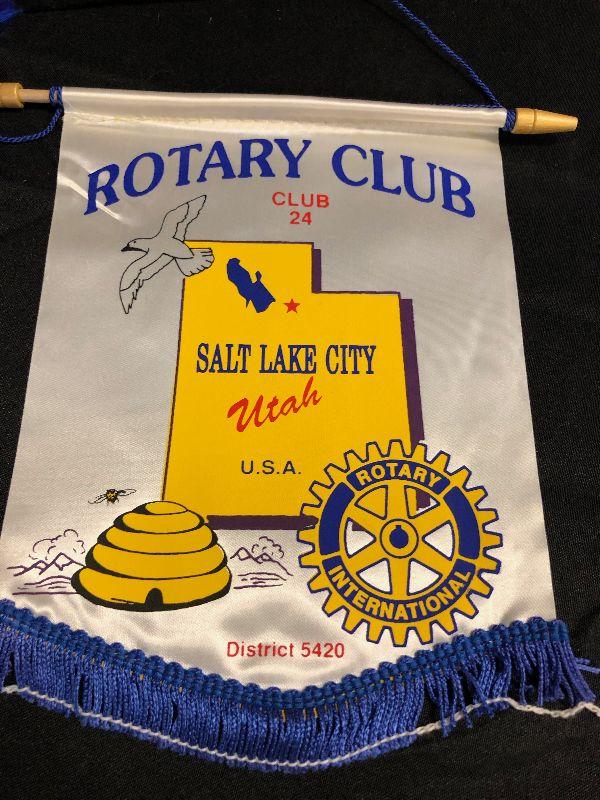 ROTARY CLUB
CLUB
24
SALT LAKE CITY
Utah
U.S.A.
ROTARY
INTERNATIONAL
District 5420